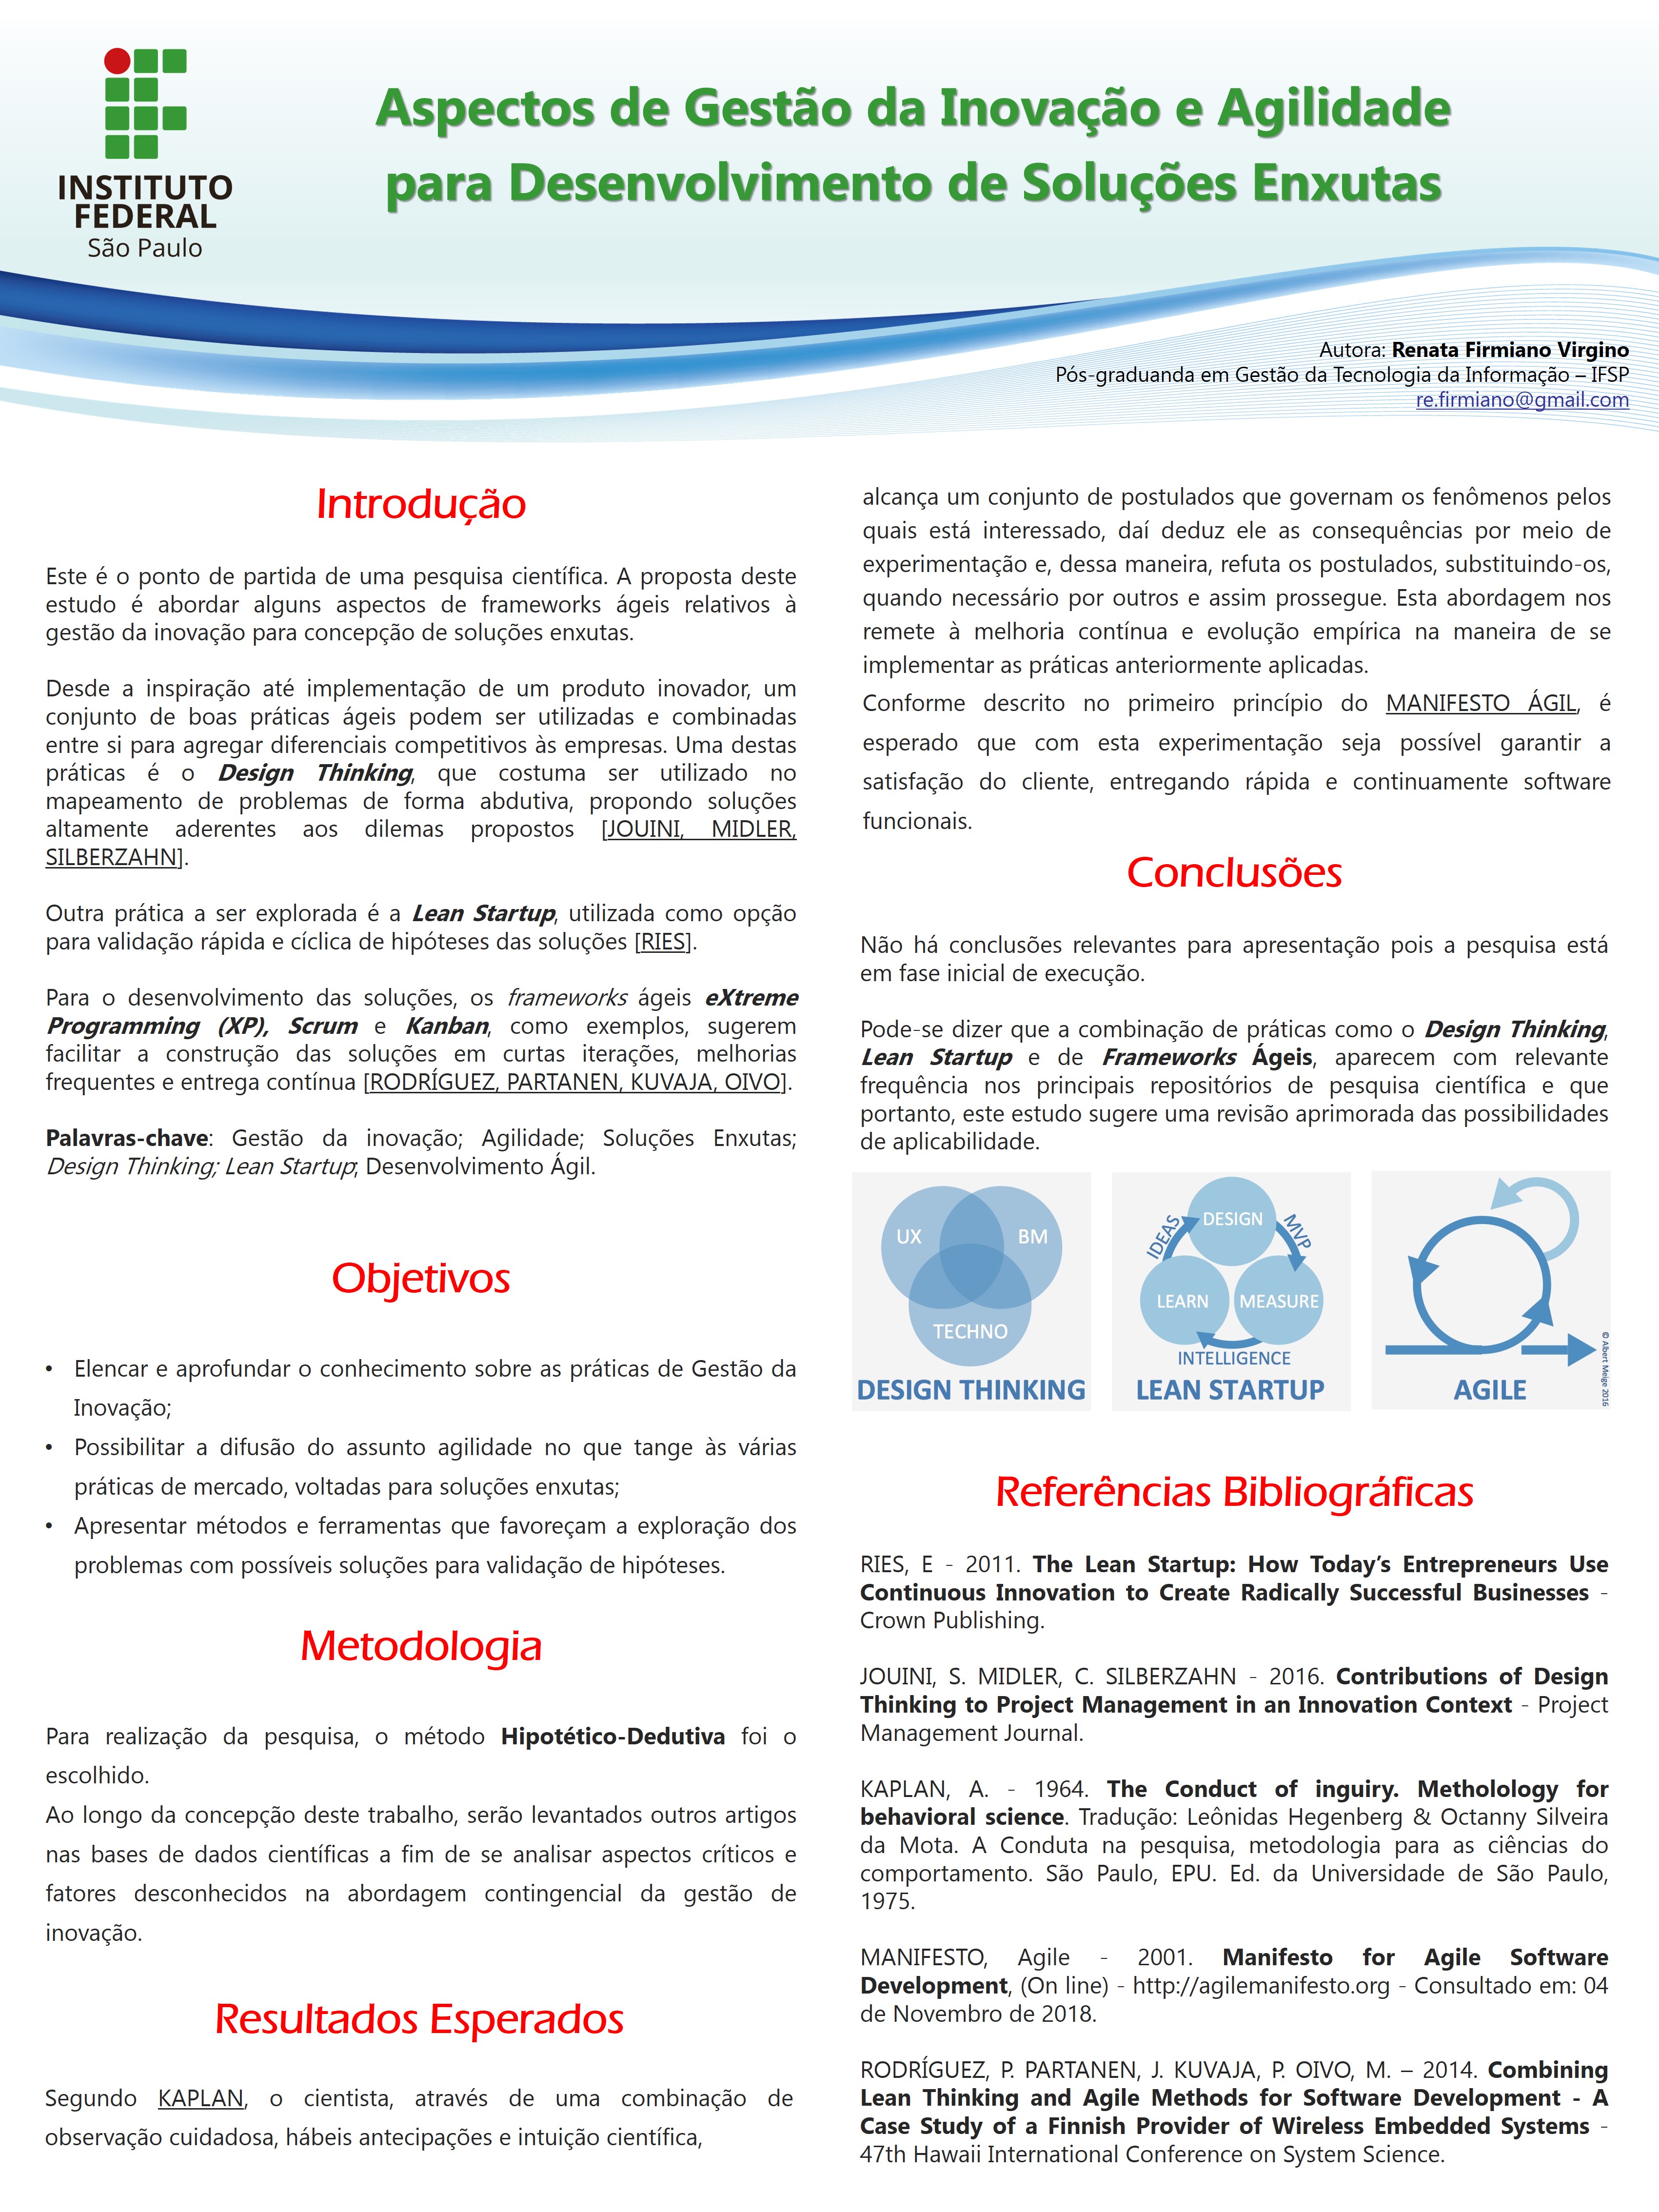 INSTITUTO
FEDERAL
São Paulo
Aspectos de Gestão da Inovação e Agilidade
para Desenvolvimento de Soluções Enxutas
Autora: Renata Firmiano Virgino
Pós-graduanda em Gestão da Tecnologia da Informação – IFSP
re.firmiano@gmail.com
Introdução
Este é o ponto de partida de uma pesquisa científica. A proposta deste
estudo é abordar alguns aspectos de frameworks ágeis relativos à
gestão da inovação para concepção de soluções enxutas.
Desde a inspiração até implementação de um produto inovador, um
conjunto de boas práticas ágeis podem ser utilizadas e combinadas
entre si para agregar diferenciais competitivos às empresas. Uma destas
práticas é o Design Thinking, que costuma ser utilizado no
mapeamento de problemas de forma abdutiva, propondo soluções
altamente aderentes aos dilemas propostos [JOUINI, MIDLER,
SILBERZAHN].
Outra prática a ser explorada é a Lean Startup, utilizada como opção
para validação rápida e cíclica de hipóteses das soluções [RIES].
Para o desenvolvimento das soluções, os frameworks ágeis eXtreme
Programming (XP), Scrum e Kanban, como exemplos, sugerem
facilitar a construção das soluções em curtas iterações, melhorias
frequentes e entrega contínua [RODRÍGUEZ, PARTANEN, KUVAJA, OIVO].
Palavras-chave: Gestão da inovação; Agilidade; Soluções Enxutas;
Design Thinking; Lean Startup; Desenvolvimento Ágil.
Objetivos
• Elencar e aprofundar o conhecimento sobre as práticas de Gestão da
Inovação;
• Possibilitar a difusão do assunto agilidade no que tange às várias
práticas de mercado, voltadas para soluções enxutas;
• Apresentar métodos e ferramentas que favoreçam a exploração dos
problemas com possíveis soluções para validação de hipóteses.
Metodologia
Para realização da pesquisa, o método Hipotético-Dedutiva foi o
escolhido.
Ao longo da concepção deste trabalho, serão levantados outros artigos
nas bases de dados científicas a fim de se analisar aspectos críticos e
fatores desconhecidos na abordagem contingencial da gestão de
inovação.
Resultados Esperados
Segundo KAPLAN, o cientista, através de uma combinação de
observação cuidadosa, hábeis antecipações e intuição científica,
alcança um conjunto de postulados que governam os fenômenos pelos
quais está interessado, daí deduz ele as consequências por meio de
experimentação e, dessa maneira, refuta os postulados, substituindo-os,
quando necessário por outros e assim prossegue. Esta abordagem nos
remete à melhoria contínua e evolução empírica na maneira de se
implementar as práticas anteriormente aplicadas.
Conforme descrito no primeiro princípio do MANIFESTO ÁGIL, é
esperado que com esta experimentação seja possível garantir a
satisfação do cliente, entregando rápida e continuamente software
funcionais.
Conclusões
Não há conclusões relevantes para apresentação pois a pesquisa está
em fase inicial de execução.
Pode-se dizer que a combinação de práticas como o Design Thinking,
Lean Startup e de Frameworks Ágeis, aparecem com relevante
frequência nos principais repositórios de pesquisa científica e que
portanto, este estudo sugere uma revisão aprimorada das possibilidades
de aplicabilidade.
UX
BM
TECHNO
DESIGN THINKING
IDEAS
DESIGN
MVP
LEARN
MEASURE
INTELLIGENCE
LEAN STARTUP
AGILE
© Albert Meige 2016
Referências Bibliográficas
RIES, E - 2011. The Lean Startup: How Today’s Entrepreneurs Use
Continuous Innovation to Create Radically Successful Businesses -
Crown Publishing.
JOUINI, S. MIDLER, C. SILBERZAHN - 2016. Contributions of Design
Thinking to Project Management in an Innovation Context - Project
Management Journal.
KAPLAN, A. - 1964. The Conduct of inguiry. Metholology for
behavioral science. Tradução: Leônidas Hegenberg & Octanny Silveira
da Mota. A Conduta na pesquisa, metodologia para as ciências do
comportamento. São Paulo, EPU. Ed. da Universidade de São Paulo,
1975.
MANIFESTO, Agile - 2001. Manifesto for Agile Software
Development, (On line) - http://agilemanifesto.org - Consultado em: 04
de Novembro de 2018.
RODRÍGUEZ, P. PARTANEN, J. KUVAJA, P. OIVO, M. – 2014. Combining
Lean Thinking and Agile Methods for Software Development - A
Case Study of a Finnish Provider of Wireless Embedded Systems -
47th Hawaii International Conference on System Science.